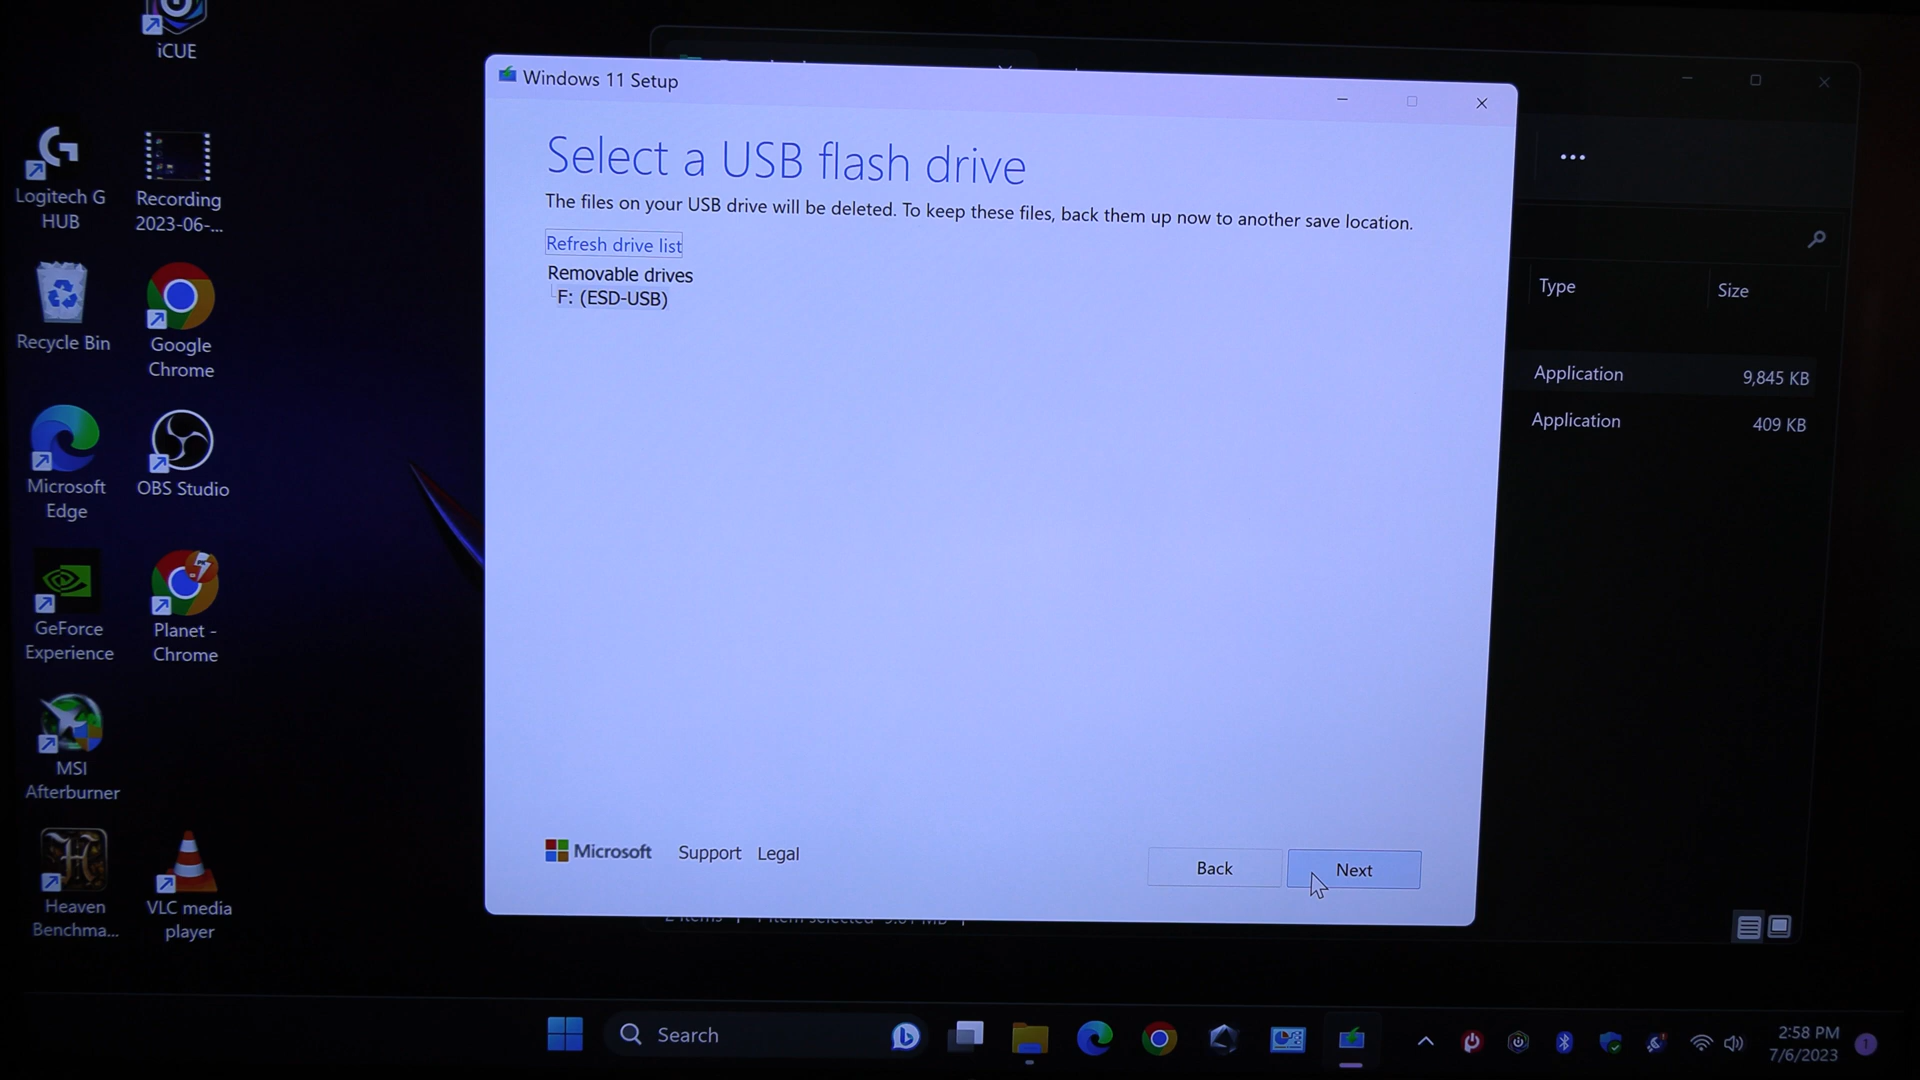 iCUE
Logitech G
HUB
Recording
2023-06-...
Recycle Bin
Google
Chrome
Microsoft
Edge
OBS Studio
GeForce
Experience
Planet -
Chrome
MSI
Afterburner
Heaven
Benchma...
VLC media
player
Windows 11 Setup
Select a USB flash drive
The files on your USB drive will be deleted. To keep these files, back them up now to another save location.
Refresh drive list
Removable drives
F: (ESD-USB)
Microsoft
Support
Legal
Back
Next
Type
Size
Application
9,845 KB
Application
409 KB
Search
2:58 PM
7/6/2023
1